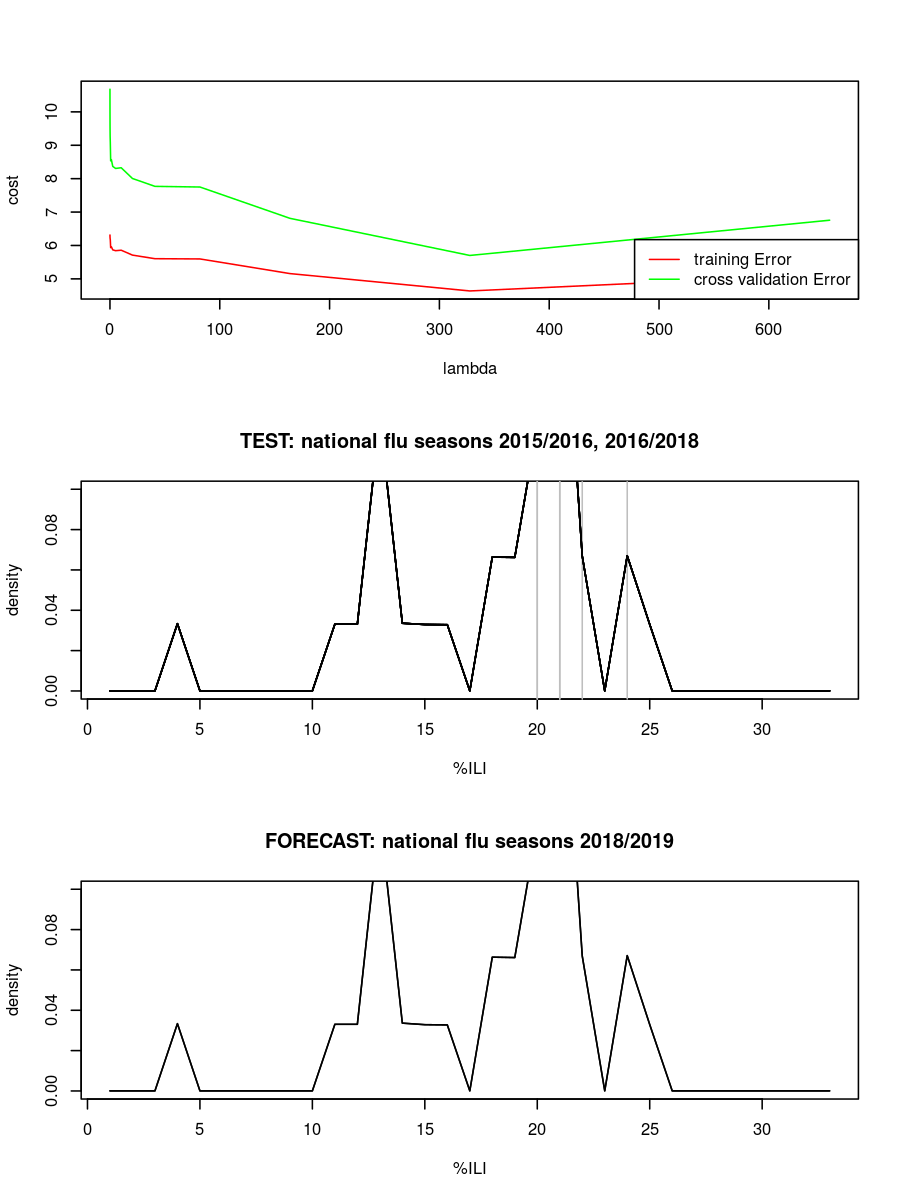 10
9
8
7
6
5
cost
training Error
cross validation Error
0 100 200 300 400 500 600
lambda
TEST: national flu seasons 2015/2016, 2016/2018
0.08
0.04
0.00
density
0 5 10 15 20 25 30
%ILI
FORECAST: national flu seasons 2018/2019
0.08
0.04
0.00
density
0 5 10 15 20 25 30
%ILI